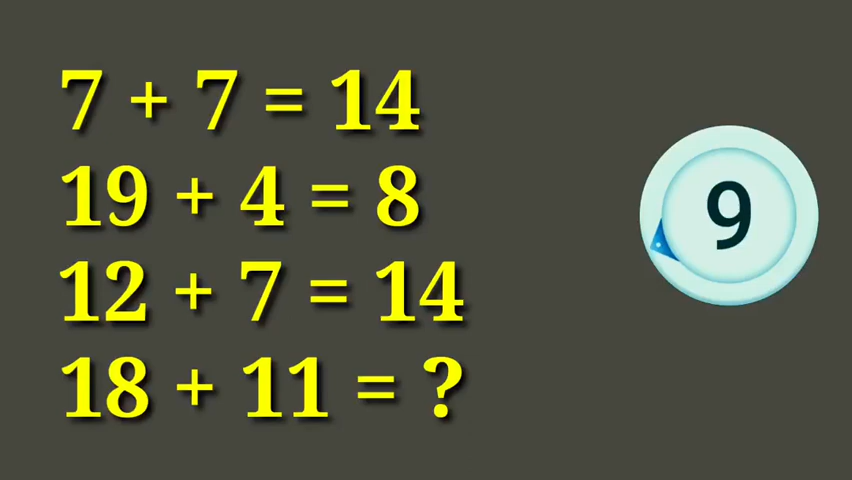 7 + 7 = 14
19 + 4 = 8
12 + 7 = 14
18 + 11 = ?
9